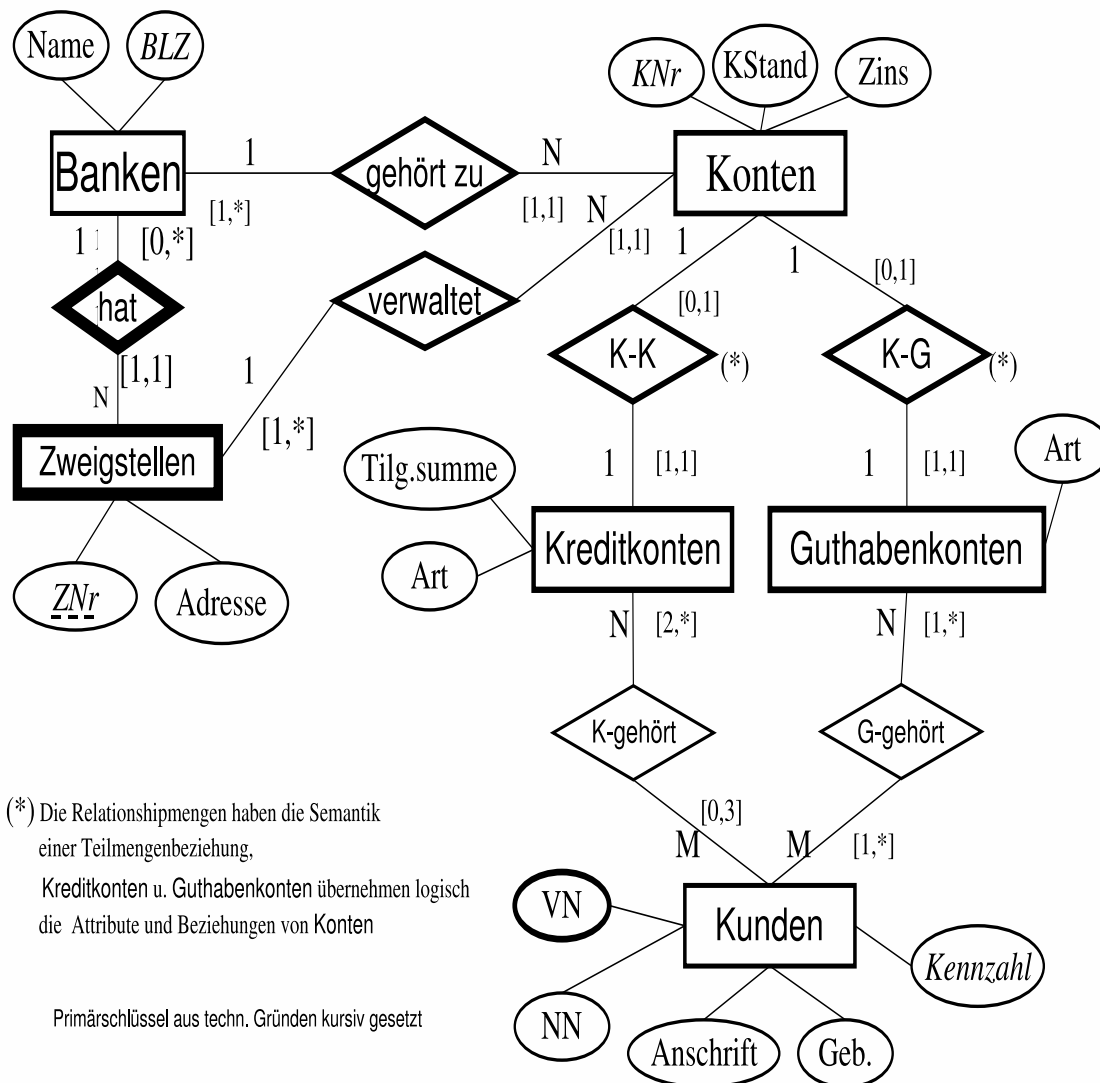 Name
BLZ
KNr
KStand
Zins
Banken
1
gehört zu
N
Konten
[1,*]
[1,1]
N
[1,1]
1
[0,*]
1
1
[0,1]
hat
verwaltet
[0,1]
K-K
(*)
K-G
(*)
[1,1]
N
1
[1,*]
Zweigstellen
Tilg.summe
1
[1,1]
1
[1,1]
Art
Kreditkonten
Guthabenkonten
Art
ZNr
Adresse
N
[2,*]
N
[1,*]
K-gehört
G-gehört
(*) Die Relationshipmengen haben die Semantik
einer Teilmengenbeziehung,
Kreditkonten u. Guthabenkonten übernehmen logisch
die Attribute und Beziehungen von Konten
[0,3]
M
M
[1,*]
VN
Kunden
Kennzahl
NN
Anschrift
Geb.
Primärschlüssel aus techn. Gründen kursiv gesetzt